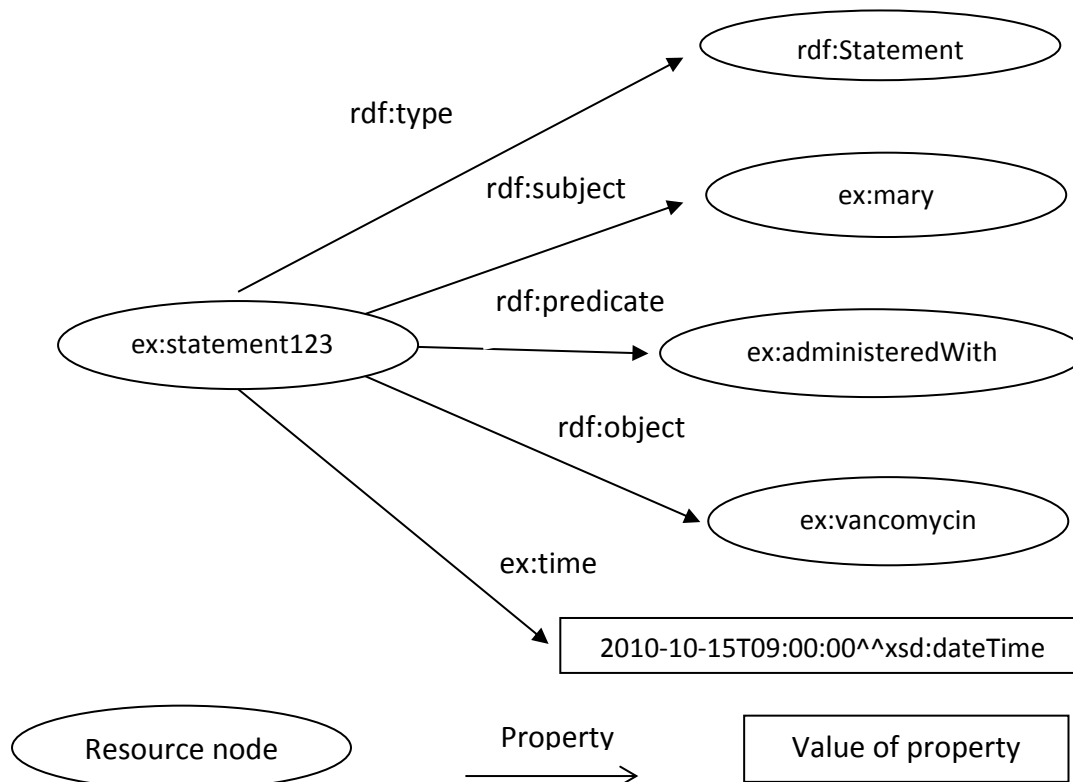 rdf:Statement
rdf:type
rdf:subject
ex:mary
rdf:predicate
ex:statement123
ex:administeredWith
rdf:object
ex:vancomycin
ex:time
2010-10-15T09:00:00^^xsd:dateTime
Resource node
Property
Value of property